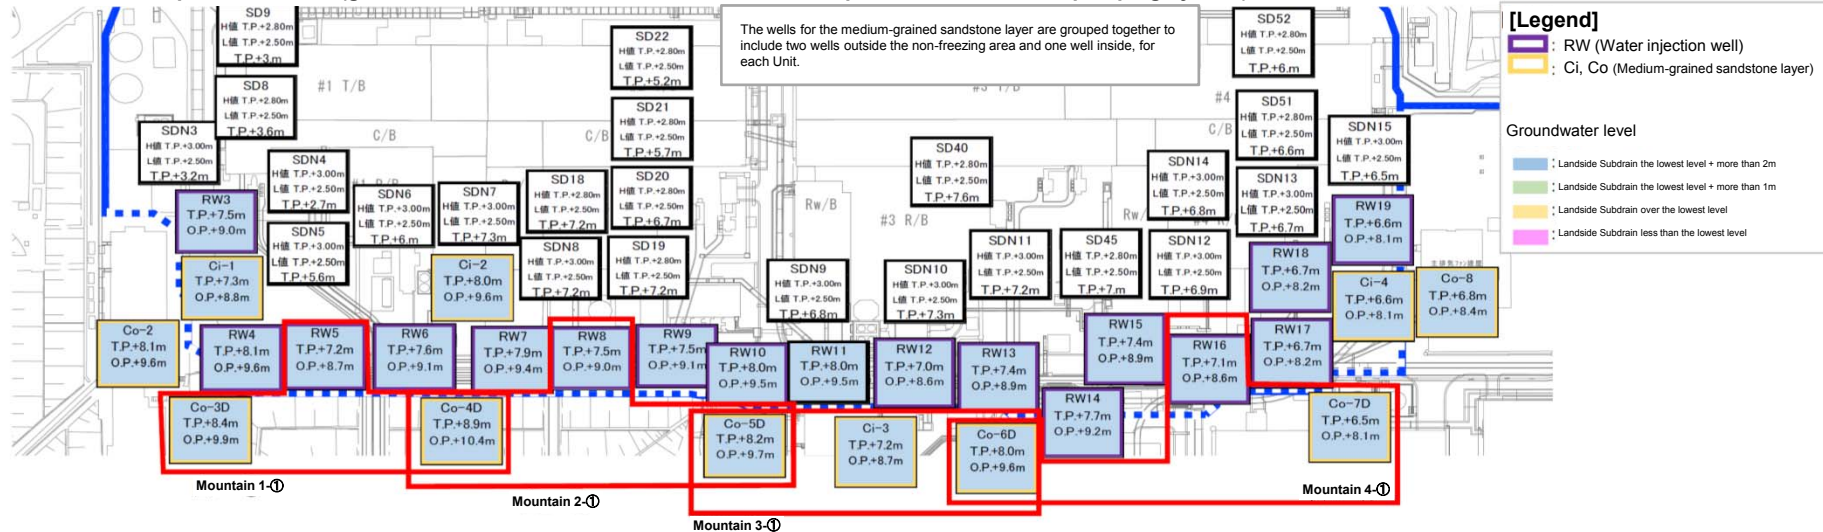 SD9
H値 T.P.+2.80m
L値 T.P.+2.50m
T.P.+3.m
SD8
H値 T.P.+2.80m
L値 T.P.+2.50m
T.P.+3.6m
SDN3
H値 T.P.+3.00m
L値 T.P.+2.50m
T.P.+3.2m
SDN4
H値 T.P.+3.00m
L値 T.P.+2.50m
T.P.+2.7m
SDN5
H値 T.P.+3.00m
L値 T.P.+2.50m
T.P.+5.6m
SDN6
H値 T.P.+3.00m
L値 T.P.+2.50m
T.P.+6.m
SDN7
H値 T.P.+3.00m
L値 T.P.+2.50m
T.P.+7.3m
SD18
H値 T.P.+2.80m
L値 T.P.+2.50m
T.P.+7.2m
SDN8
H値 T.P.+3.00m
L値 T.P.+2.50m
T.P.+7.2m
SD22
H値 T.P.+2.80m
L値 T.P.+2.50m
T.P.+5.2m
SD21
H値 T.P.+2.80m
L値 T.P.+2.50m
T.P.+5.7m
SD20
H値 T.P.+2.80m
L値 T.P.+2.50m
T.P.+6.7m
SD19
H値 T.P.+2.80m
L値 T.P.+2.50m
T.P.+7.2m
The wells for the medium-grained sandstone layer are grouped together to
include two wells outside the non-freezing area and one well inside, for
each Unit.
SDN9
H値 T.P.+3.00m
L値 T.P.+2.50m
T.P.+6.8m
SDN10
H値 T.P.+3.00m
L値 T.P.+2.50m
T.P.+7.3m
SD40
H値 T.P.+2.80m
L値 T.P.+2.50m
T.P.+7.6m
SDN11
H値 T.P.+3.00m
L値 T.P.+2.50m
T.P.+7.2m
SD45
H値 T.P.+2.80m
L値 T.P.+2.50m
T.P.+7.m
SDN14
H値 T.P.+3.00m
L値 T.P.+2.50m
T.P.+6.8m
SDN12
H値 T.P.+3.00m
L値 T.P.+2.50m
T.P.+6.9m
SD52
H値 T.P.+2.80m
L値 T.P.+2.50m
T.P.+6.m
SD51
H値 T.P.+2.80m
L値 T.P.+2.50m
T.P.+6.6m
SDN13
H値 T.P.+3.00m
L値 T.P.+2.50m
T.P.+6.7m
SDN15
H値 T.P.+3.00m
L値 T.P.+2.50m
T.P.+6.5m
#1 T/B
C/B
C/B
Rw/B
#3 R/B
#4
C/B
RW3
T.P.+7.5m
O.P.+9.0m
Ci-1
T.P.+7.3m
O.P.+8.8m
Ci-2
T.P.+8.0m
O.P.+9.6m
Co-2
T.P.+8.1m
O.P.+9.6m
RW4
T.P.+8.1m
O.P.+9.6m
RW5
T.P.+7.2m
O.P.+8.7m
RW6
T.P.+7.6m
O.P.+9.1m
RW7
T.P.+7.9m
O.P.+9.4m
RW8
T.P.+7.5m
O.P.+9.0m
RW9
T.P.+7.5m
O.P.+9.1m
RW10
T.P.+8.0m
O.P.+9.5m
RW11
T.P.+8.0m
O.P.+9.5m
RW12
T.P.+7.0m
O.P.+8.6m
RW13
T.P.+7.4m
O.P.+8.9m
RW14
T.P.+7.7m
O.P.+9.2m
RW15
T.P.+7.4m
O.P.+8.9m
RW16
T.P.+7.1m
O.P.+8.6m
RW17
T.P.+6.7m
O.P.+8.2m
RW18
T.P.+6.7m
O.P.+8.2m
RW19
T.P.+6.6m
O.P.+8.1m
Ci-4
T.P.+6.6m
O.P.+8.1m
Co-8
T.P.+6.8m
O.P.+8.4m
Co-3D
T.P.+8.4m
O.P.+9.9m
Co-4D
T.P.+8.9m
O.P.+10.4m
Co-5D
T.P.+8.2m
O.P.+9.7m
Ci-3
T.P.+7.2m
O.P.+8.7m
Co-6D
T.P.+8.0m
O.P.+9.6m
Co-7D
T.P.+6.5m
O.P.+8.1m
Mountain 1-①
Mountain 2-①
Mountain 3-①
Mountain 4-①
[Legend]
: RW (Water injection well)
: Ci, Co (Medium-grained sandstone layer)
Groundwater level
: Landside Subdrain the lowest level + more than 2m
: Landside Subdrain the lowest level + more than 1m
: Landside Subdrain over the lowest level
: Landside Subdrain less than the lowest level